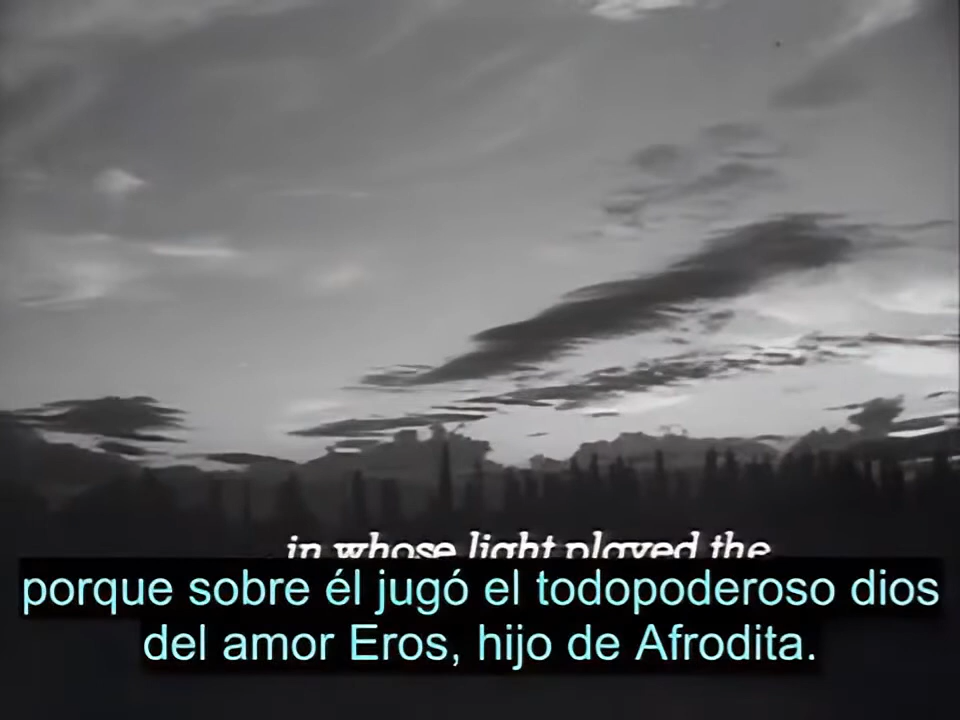 in whose light played the
porque sobre él jugó el todopoderoso dios
del amor Eros, hijo de Afrodita.